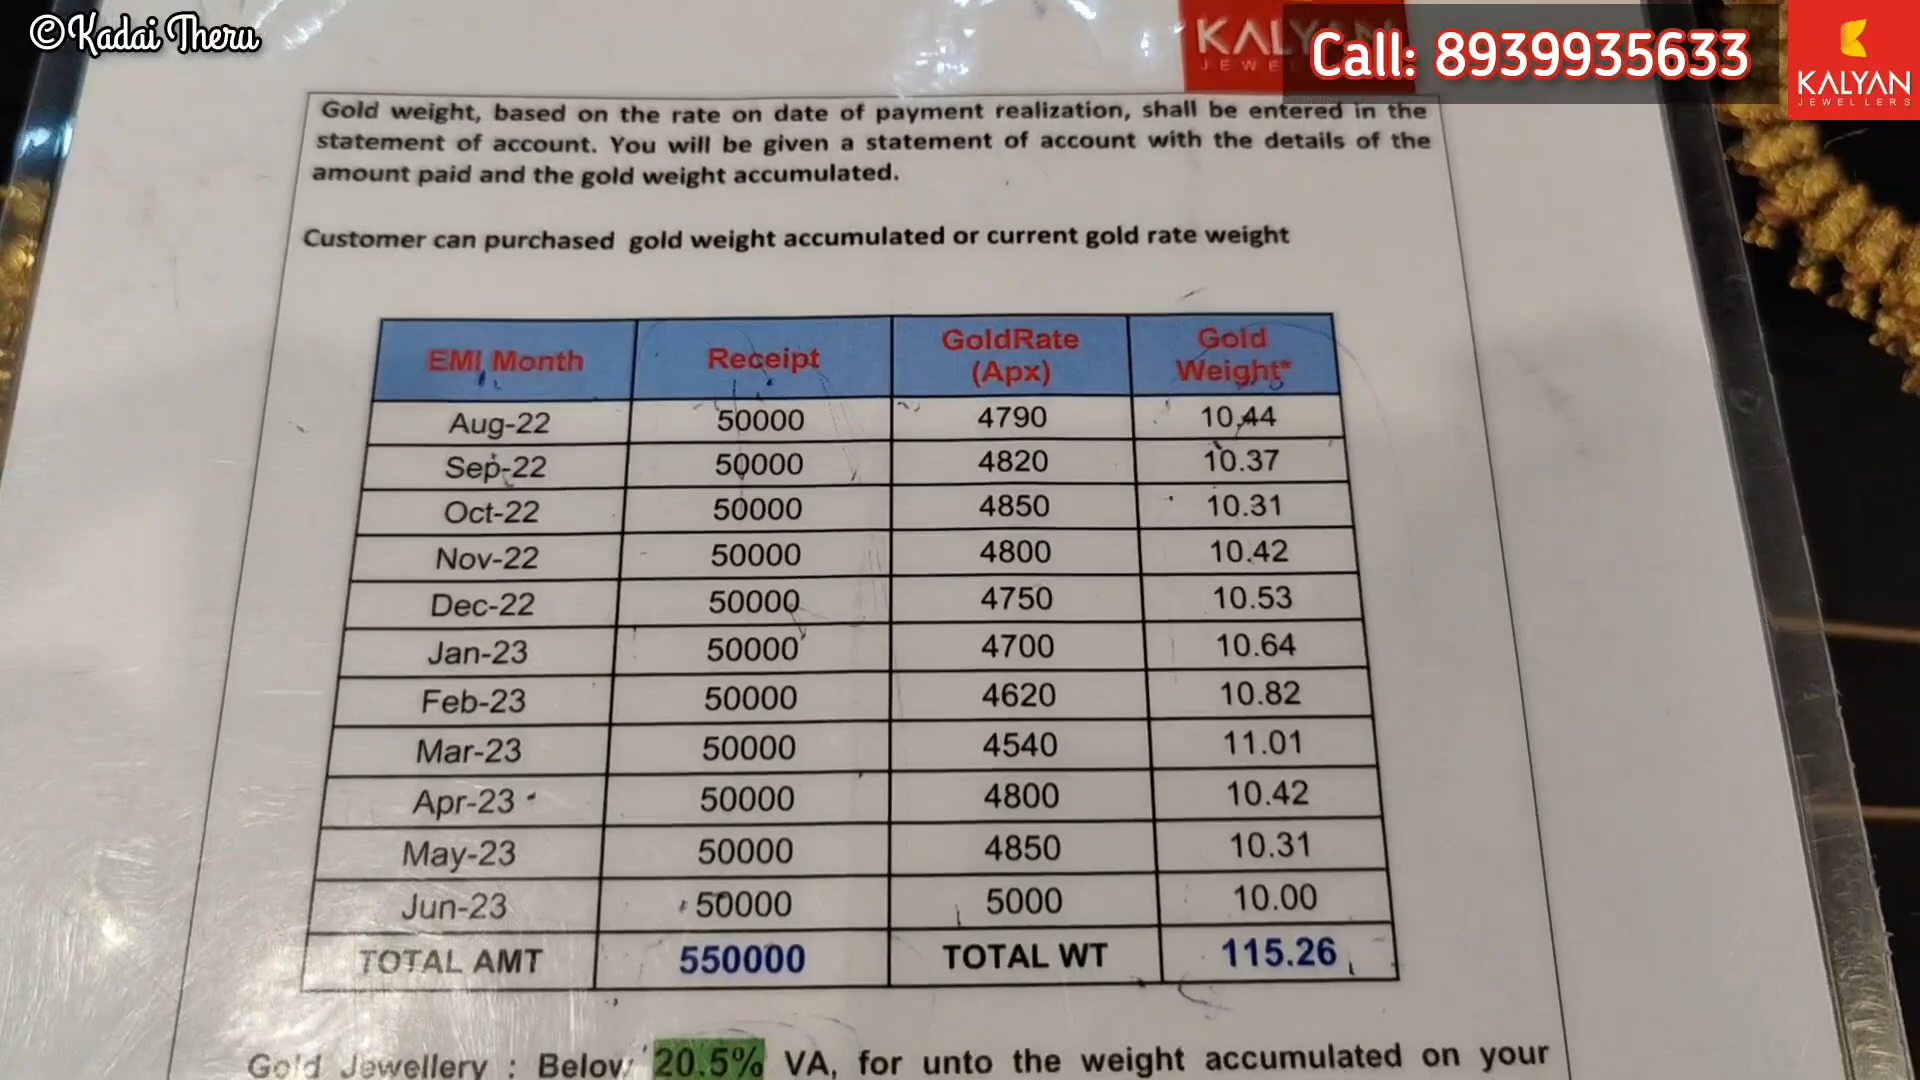 ©Kadai Theru
KALYAN
JEWELLERS
Call: 8939935633
KALYAN
JEWELLERS
Gold weight, based on the rate on date of payment realization, shall be entered in the
statement of account. You will be given a statement of account with the details of the
amount paid and the gold weight accumulated.
Customer can purchased gold weight accumulated or current gold rate weight
EMI Month Receipt GoldRate (Apx) Gold Weight*
Aug-22 50000 4790 10.44
Sep-22 50000 4820 10.37
Oct-22 50000 4850 10.31
Nov-22 50000 4800 10.42
Dec-22 50000 4750 10.53
Jan-23 50000 4700 10.64
Feb-23 50000 4620 10.82
Mar-23 50000 4540 11.01
Apr-23 50000 4800 10.42
May-23 50000 4850 10.31
Jun-23 50000 5000 10.00
TOTAL AMT 550000 TOTAL WT 115.26
Gold Jewellery : Below 20.5% VA, for unto the weight accumulated on your